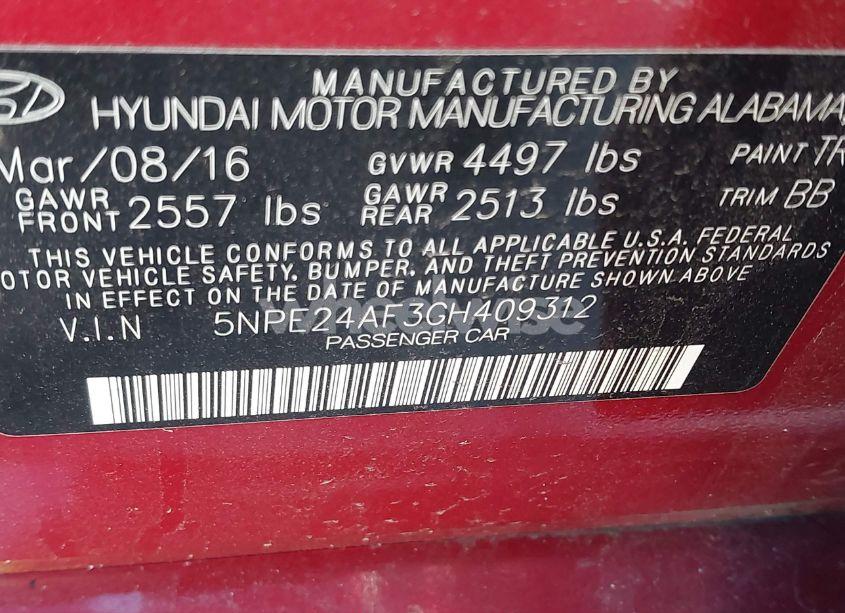 MANUFACTURED BY
HYUNDAI MOTOR MANUFACTURING ALABAMA,
Mar/08/16 GVWR 4497 lbs PAINT TR
GAWR FRONT 2557 lbs GAWR REAR 2513 lbs TRIM BB
THIS VEHICLE CONFORMS TO ALL APPLICABLE U.S.A. FEDERAL
OTOR VEHICLE SAFETY, BUMPER, AND THEFT PREVENTION STANDARDS
IN EFFECT ON THE DATE OF MANUFACTURE SHOWN ABOVE
V.I.N 5NPE24AF3GH409312
PASSENGER CAR